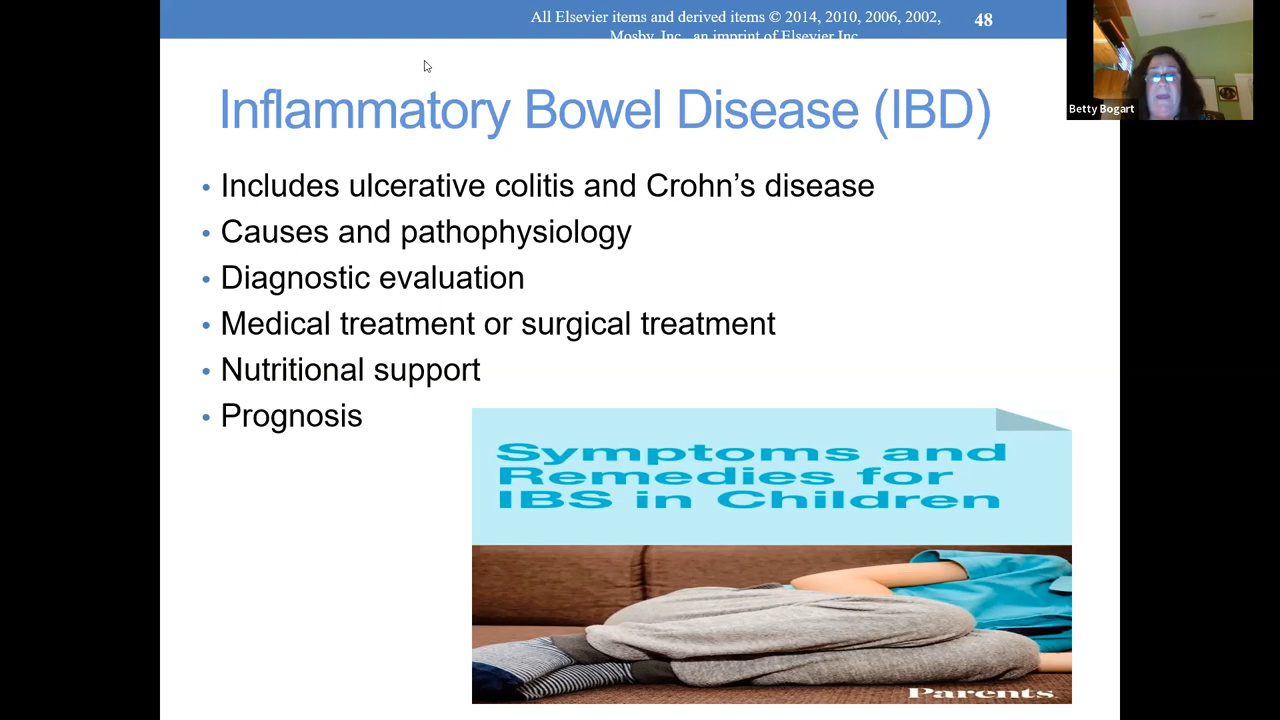 All Elsevier items and derived items © 2014, 2010, 2006, 2002,
Mosby, Inc., an imprint of Elsevier Inc.
48
Betty Bogart
Inflammatory Bowel Disease (IBD)
• Includes ulcerative colitis and Crohn’s disease
• Causes and pathophysiology
• Diagnostic evaluation
• Medical treatment or surgical treatment
• Nutritional support
• Prognosis
Symptoms and
Remedies for
IBS in Children
Parents